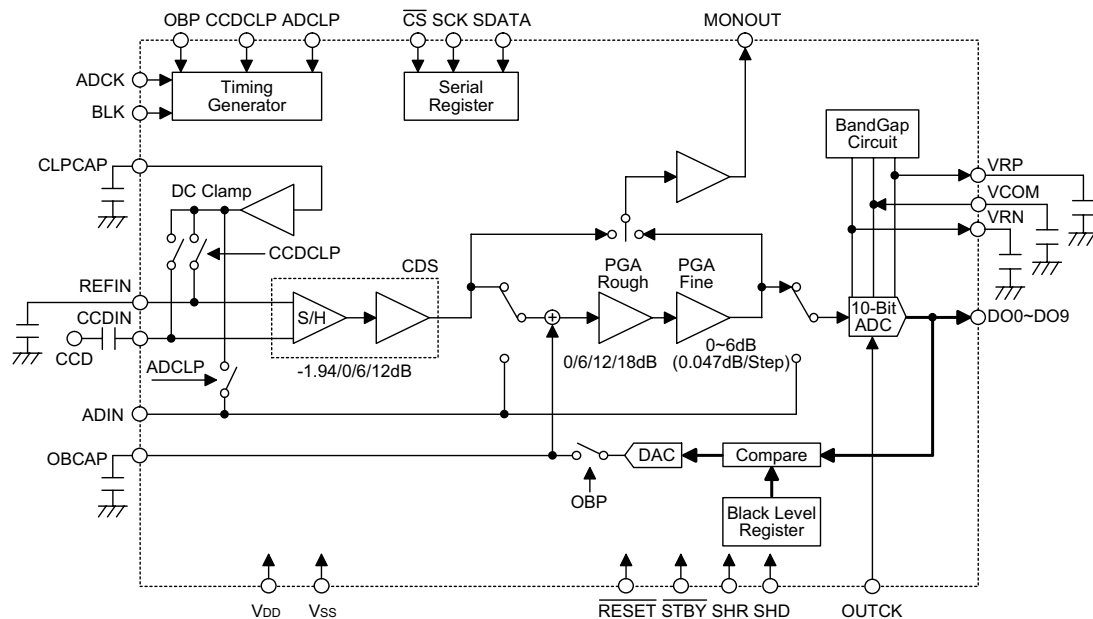 OBP CCDCLP ADCLP
CS SCK SDATA
MONOUT
ADCK
BLK
Timing
Generator
Serial
Register
BandGap
Circuit
CLPCAP
DC Clamp
VRP
VCOM
VRN
CCDCLP
CDS
REFIN
S/H
PGA
Rough
PGA
Fine
10-Bit
ADC
DO0~DO9
CCDIN
CCD
-1.94/0/6/12dB
0/6/12/18dB
0~6dB
(0.047dB/Step)
ADCLP
ADIN
OBCAP
DAC
Compare
OBP
Black Level
Register
VDD
VSS
RESET
STBY
SHR
SHD
OUTCK